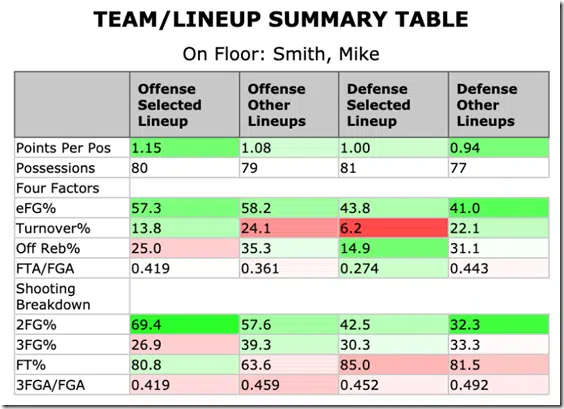 TEAM/LINEUP SUMMARY TABLE
On Floor: Smith, Mike
Offense Selected Lineup Offense Other Lineups Defense Selected Lineup Defense Other Lineups
Points Per Pos 1.15 1.08 1.00 0.94
Possessions 80 79 81 77
Four Factors
eFG% 57.3 58.2 43.8 41.0
Turnover% 13.8 24.1 6.2 22.1
Off Reb% 25.0 35.3 14.9 31.1
FTA/FGA 0.419 0.361 0.274 0.443
Shooting
Breakdown
2FG% 69.4 57.6 42.5 32.3
3FG% 26.9 39.3 30.3 33.3
FT% 80.8 63.6 85.0 81.5
3FGA/FGA 0.419 0.459 0.452 0.492